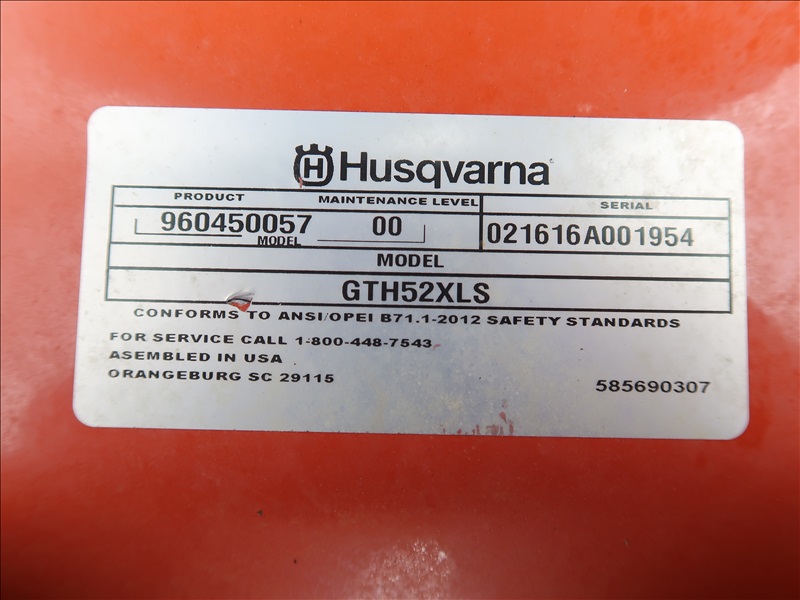 H Husqvarna
PRODUCT MAINTENANCE LEVEL SERIAL
960450057 00 021616A001954
MODEL
MODEL
GTH52XLS
CONFORMS TO ANSI/OPEI B71.1-2012 SAFETY STANDARDS
FOR SERVICE CALL 1-800-448-7543
ASEMBLED IN USA
ORANGEBURG SC 29115
585690307